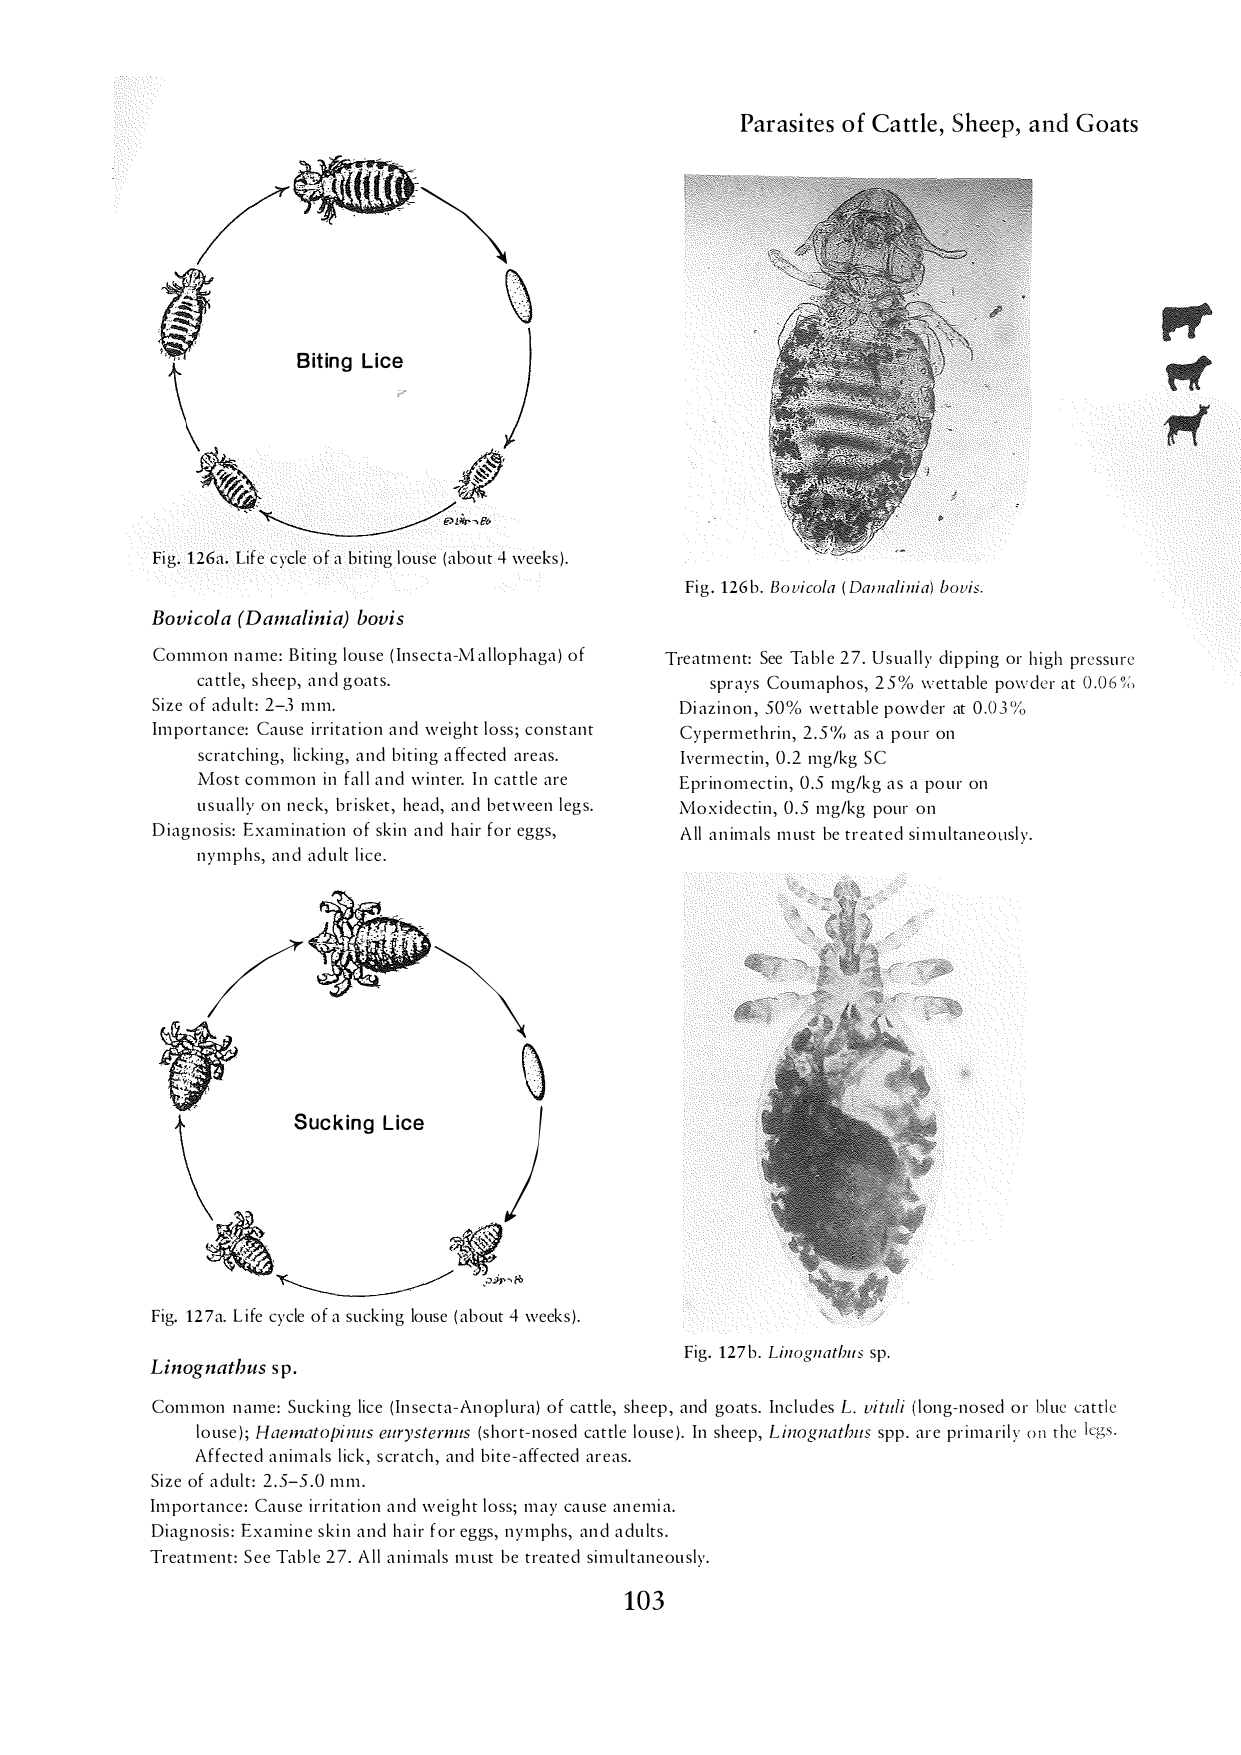 Parasites of Cattle, Sheep, and Goats
Biting Lice
Fig. 126a. Life cycle of a biting louse (about 4 weeks).
Fig. 126b. Bovicola (Damalinia) bovis.
Bovicola (Damalinia) bovis
Common name: Biting louse (Insecta-Mallophaga) of
cattle, sheep, and goats.
Size of adult: 2–3 mm.
Importance: Cause irritation and weight loss; constant
scratching, licking, and biting affected areas.
Most common in fall and winter. In cattle are
usually on neck, brisket, head, and between legs.
Diagnosis: Examination of skin and hair for eggs,
nymphs, and adult lice.
Treatment: See Table 27. Usually dipping or high pressure
sprays Coumaphos, 25% wettable powder at 0.06%
Diazinon, 50% wettable powder at 0.03%
Cypermethrin, 2.5% as a pour on
Ivermectin, 0.2 mg/kg SC
Eprinomectin, 0.5 mg/kg as a pour on
Moxidectin, 0.5 mg/kg pour on
All animals must be treated simultaneously.
Sucking Lice
Fig. 127a. Life cycle of a sucking louse (about 4 weeks).
Fig. 127b. Linognathus sp.
Linognathus sp.
Common name: Sucking lice (Insecta-Anoplura) of cattle, sheep, and goats. Includes L. vituli (long-nosed or blue cattle
louse); Haematopinus eurysternus (short-nosed cattle louse). In sheep, Linognathus spp. are primarily on the legs.
Affected animals lick, scratch, and bite-affected areas.
Size of adult: 2.5–5.0 mm.
Importance: Cause irritation and weight loss; may cause anemia.
Diagnosis: Examine skin and hair for eggs, nymphs, and adults.
Treatment: See Table 27. All animals must be treated simultaneously.
103